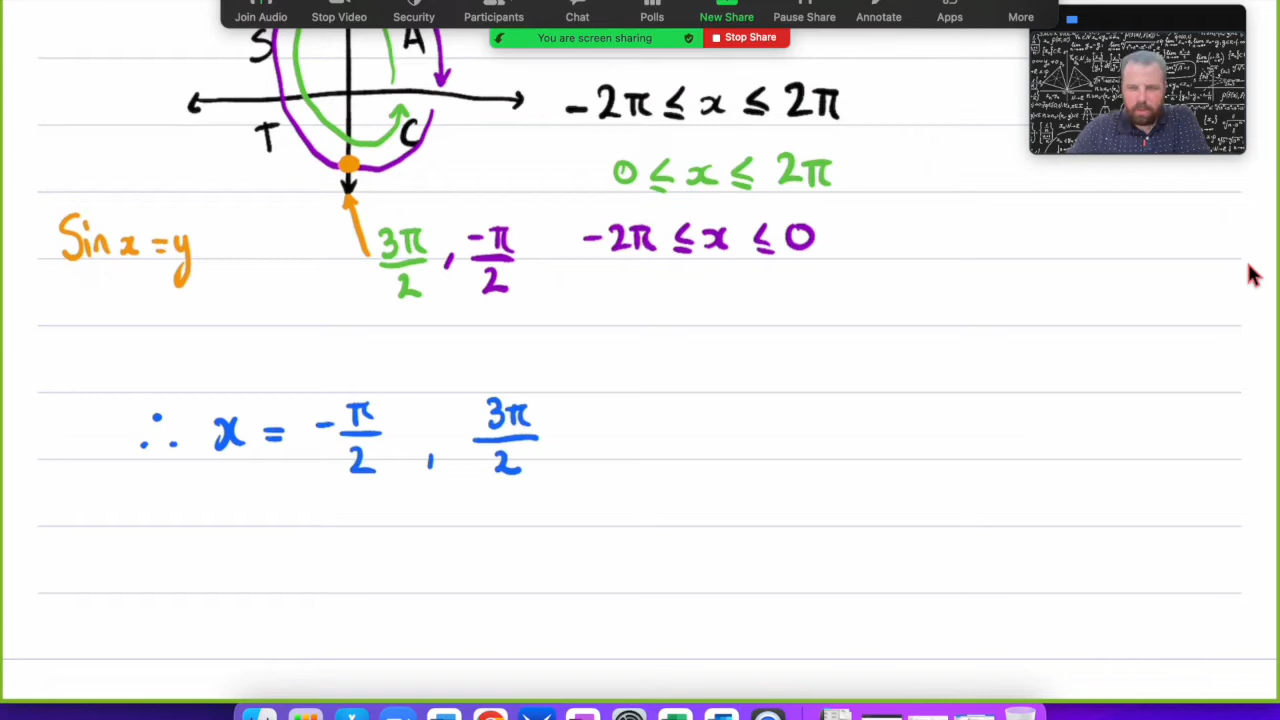 Join Audio Stop Video Security Participants Chat Polls New Share Pause Share Annotate Apps More
You are screen sharing Stop Share
S A
-2π ≤ x ≤ 2π
T C
0 ≤ x ≤ 2π
Sin x = y 3π/2 , -π/2 -2π ≤ x ≤ 0
∴ x = -π/2 , 3π/2